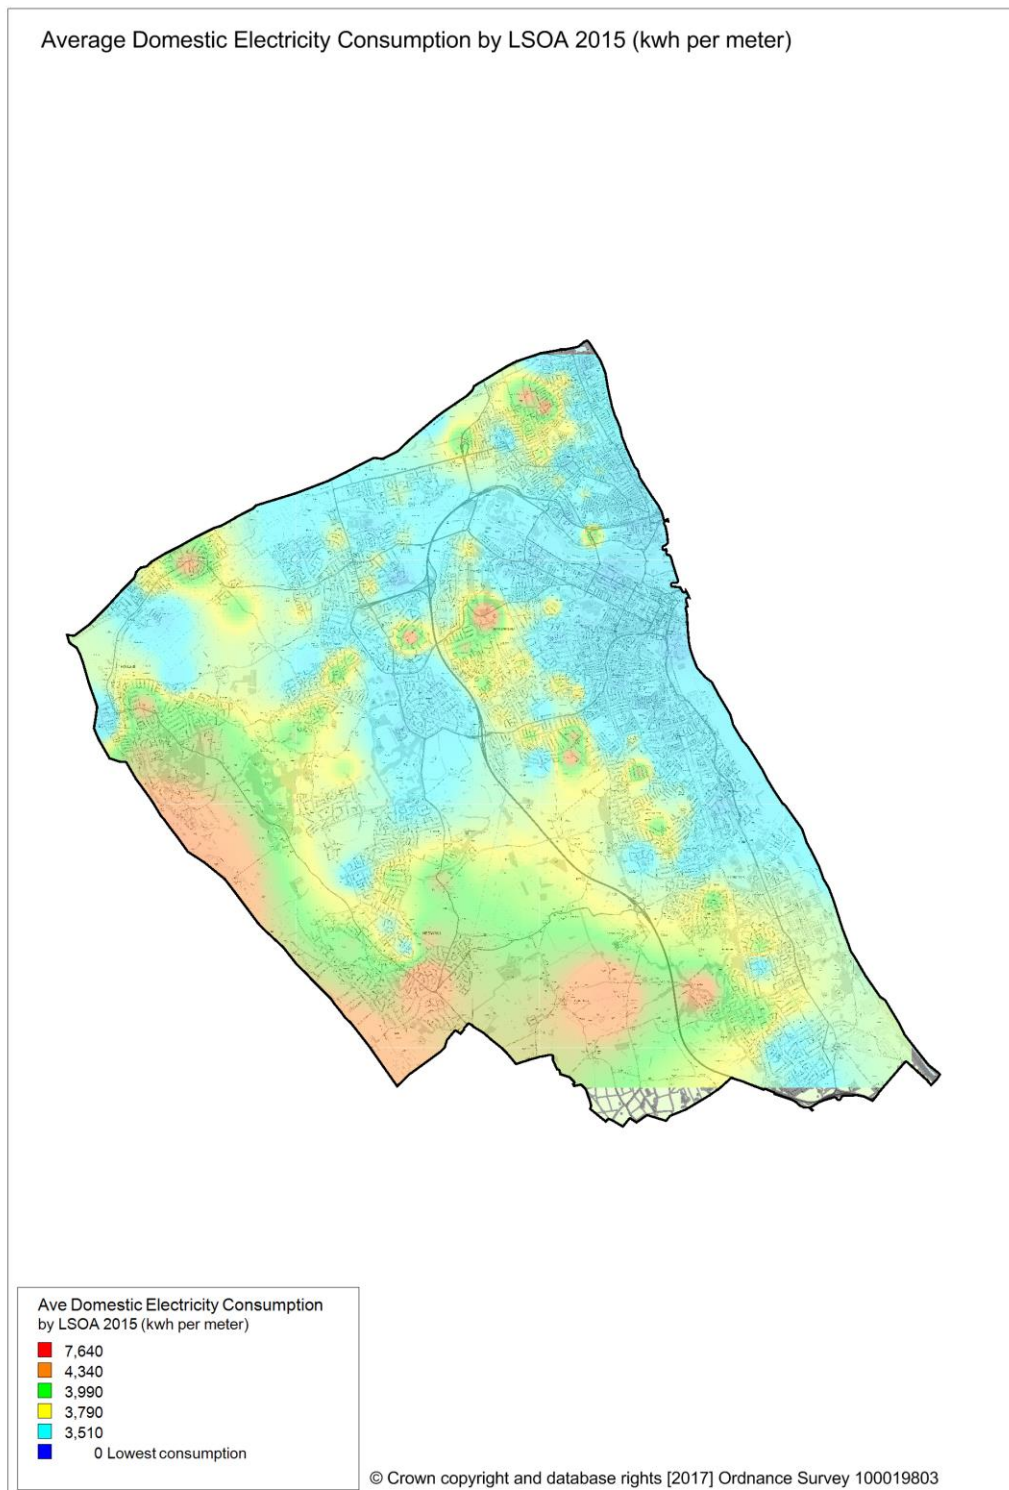 Average Domestic Electricity Consumption by LSOA 2015 (kwh per meter)
Ave Domestic Electricity Consumption
by LSOA 2015 (kwh per meter)
7,640
4,340
3,990
3,790
3,510
0 Lowest consumption
© Crown copyright and database rights [2017] Ordnance Survey 100019803